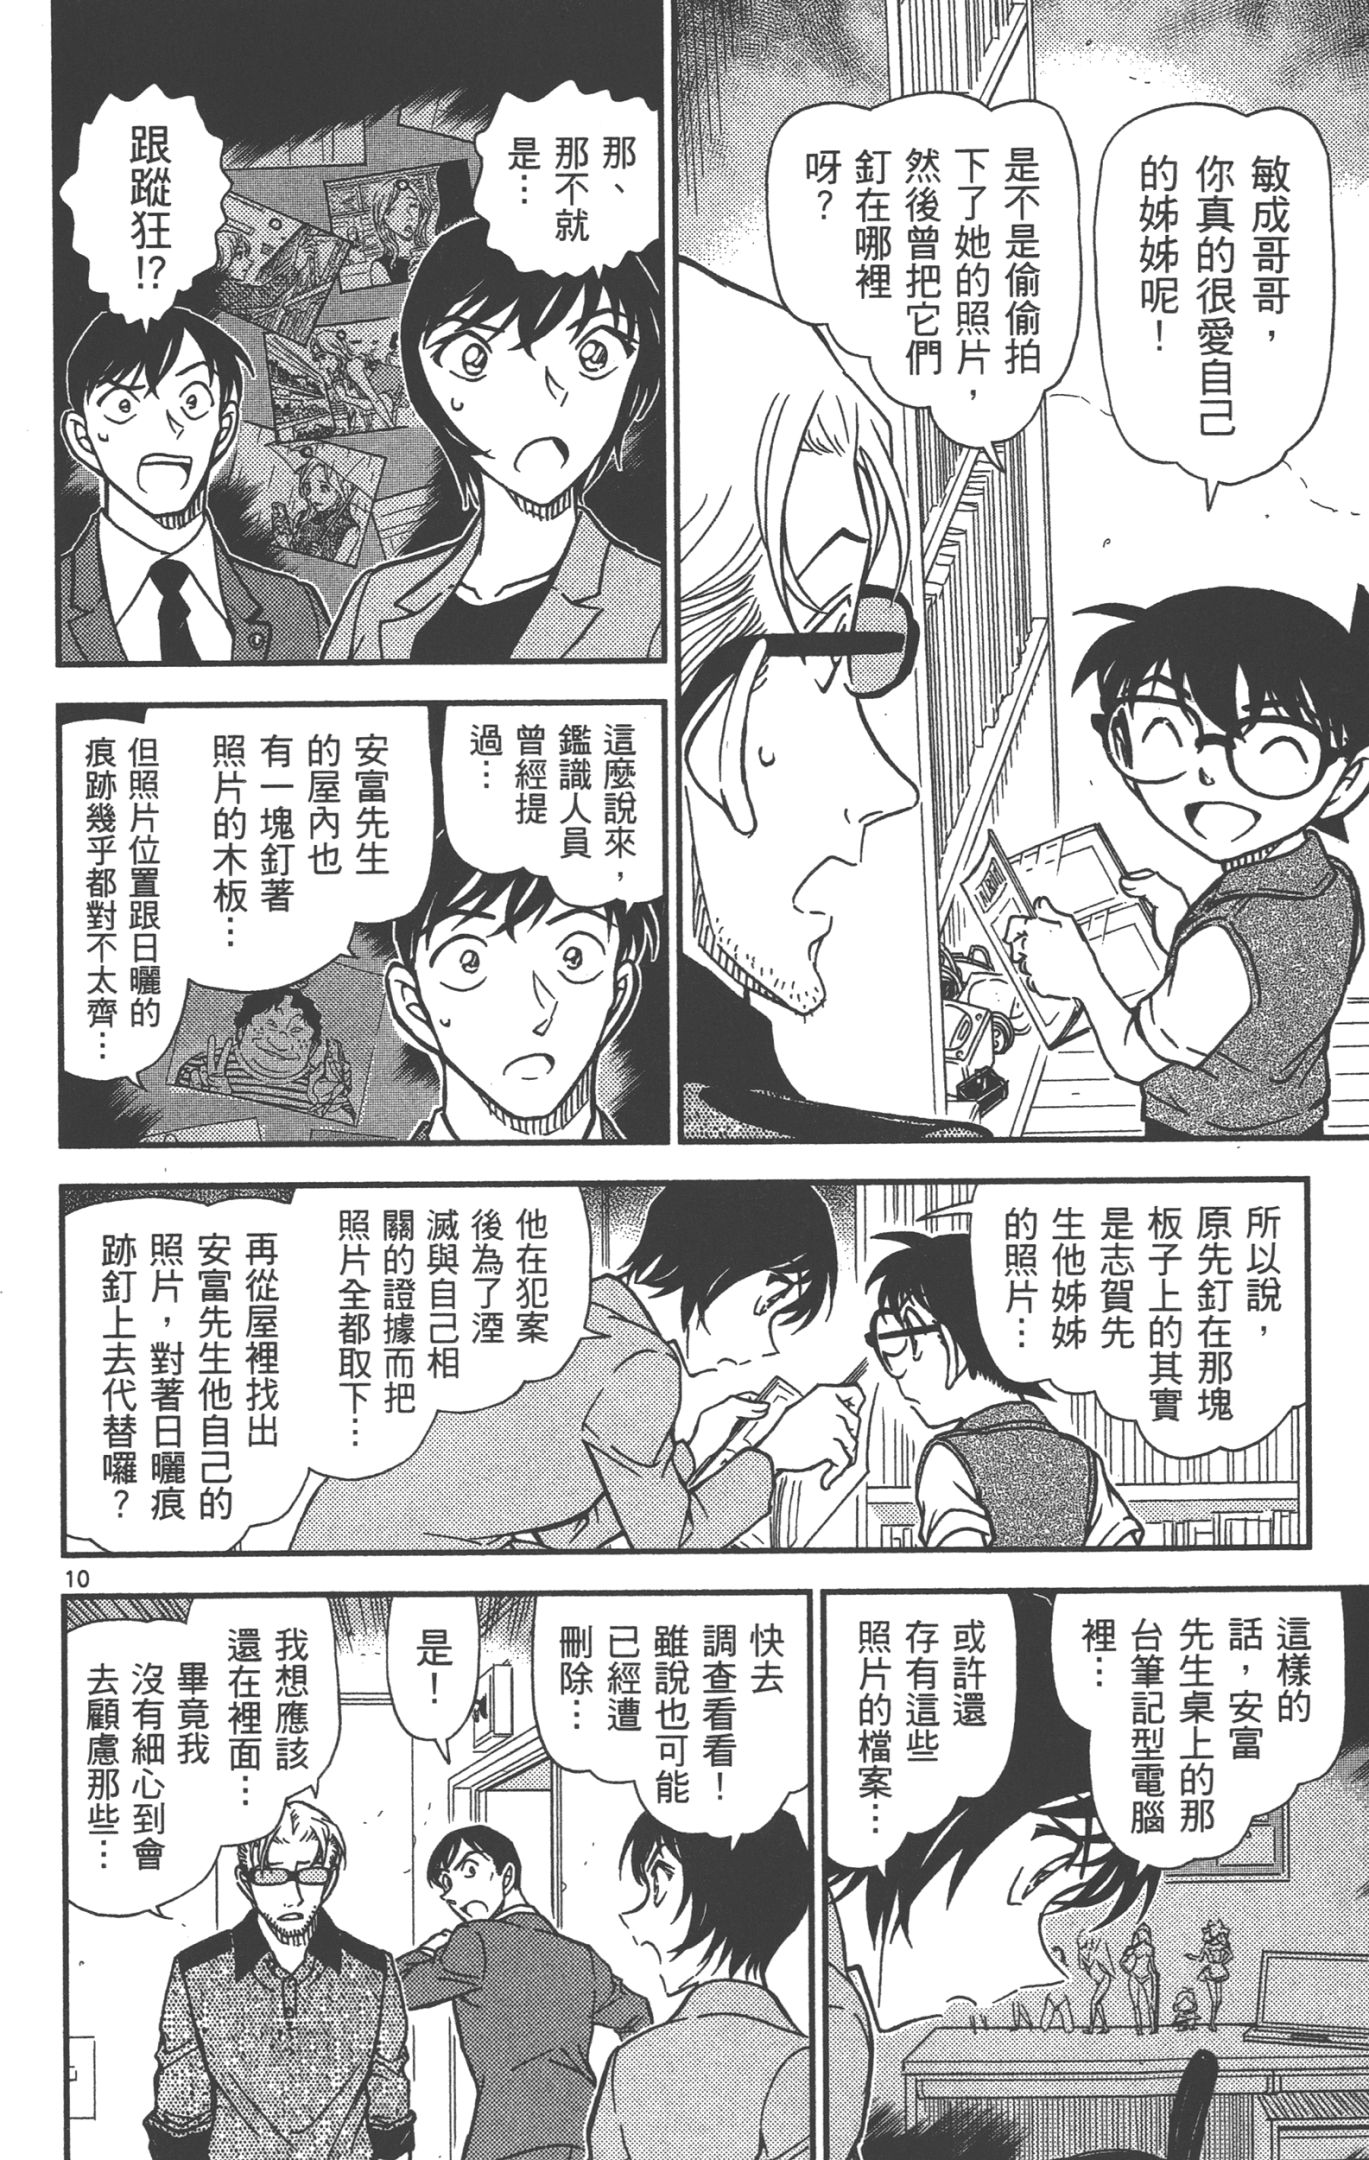 敏成哥哥，
你真的很愛自己
的姊姊呢！
是不是偷偷拍
下了她的照片，
然後曾把它們
釘在哪裡
呀？
那、
那不就
是…
跟蹤狂!?
這麼說來，
鑑識人員
曾經提
過…
安富先生
的屋內也
有一塊釘著
照片的木板…
但照片位置跟日曬的
痕跡幾乎都對不太齊…
所以說，
原先釘在那塊
板子上的其實
是志賀先
生他姊姊
的照片…
他在犯案
後為了湮
滅與自己相
關的證據而把
照片全都取下…
再從屋裡找出
安富先生他自己的
照片，對著日曬痕
跡釘上去代替囉？
10
這樣的
話，安富
先生桌上的那
台筆記型電腦
裡…
或許還
存有這些
照片的檔案…
快去
調查看看！
雖說也可能
已經遭
刪除…
是！
我想應該
還在裡面…
畢竟我
沒有細心到會
去顧慮那些…